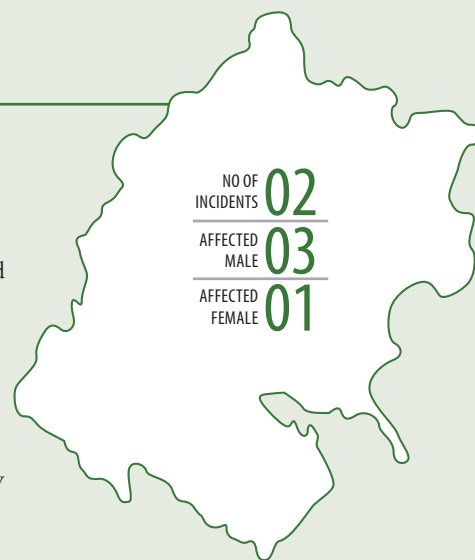 NO OF
INCIDENTS 02
AFFECTED
MALE 03
AFFECTED
FEMALE 01